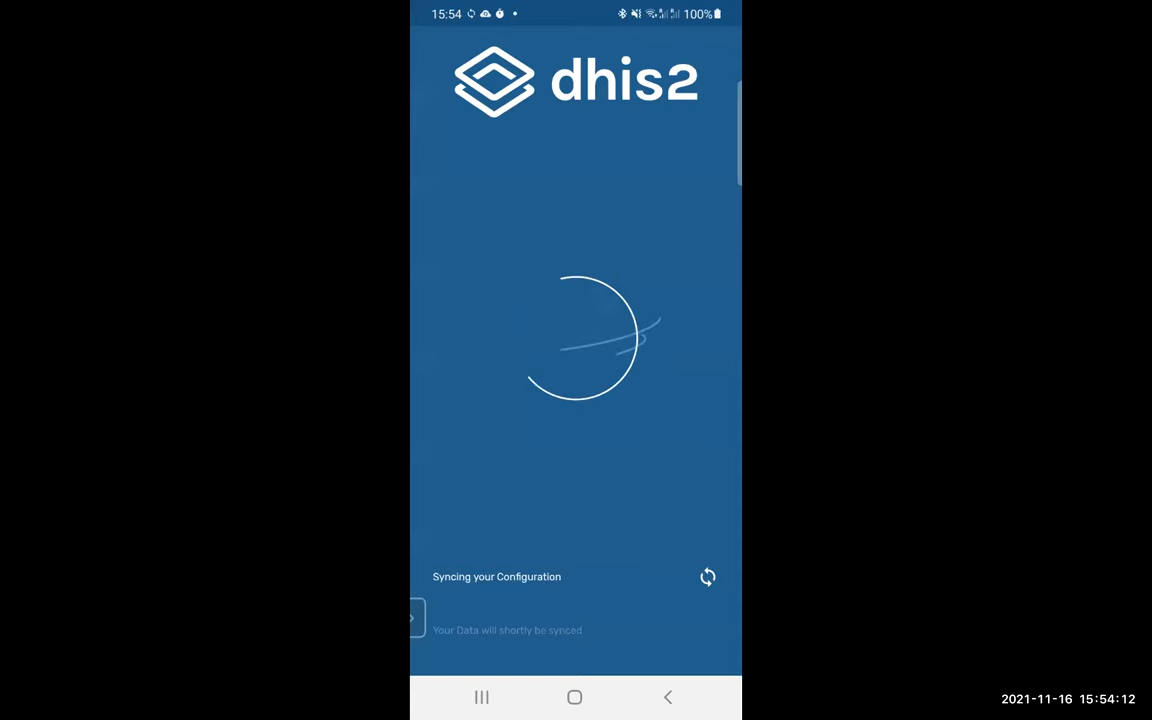 15:54
100%
dhis2
Syncing your Configuration
Your Data will shortly be synced
2021-11-16 15:54:12